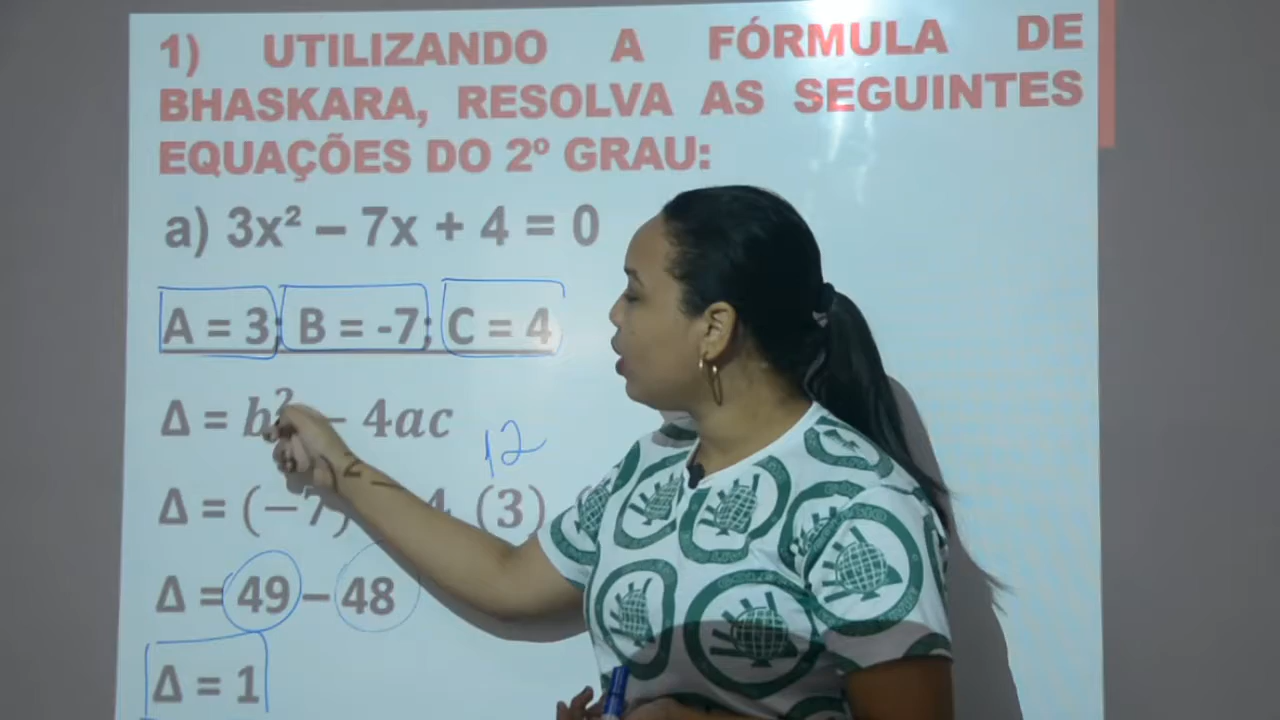 1) UTILIZANDO A FÓRMULA DE
BHASKARA, RESOLVA AS SEGUINTES
EQUAÇÕES DO 2º GRAU:
a) 3x² – 7x + 4 = 0
A = 3; B = -7; C = 4
Δ = b² – 4ac
12
Δ = (−7) 4 (3)
Δ = 49 – 48
Δ = 1